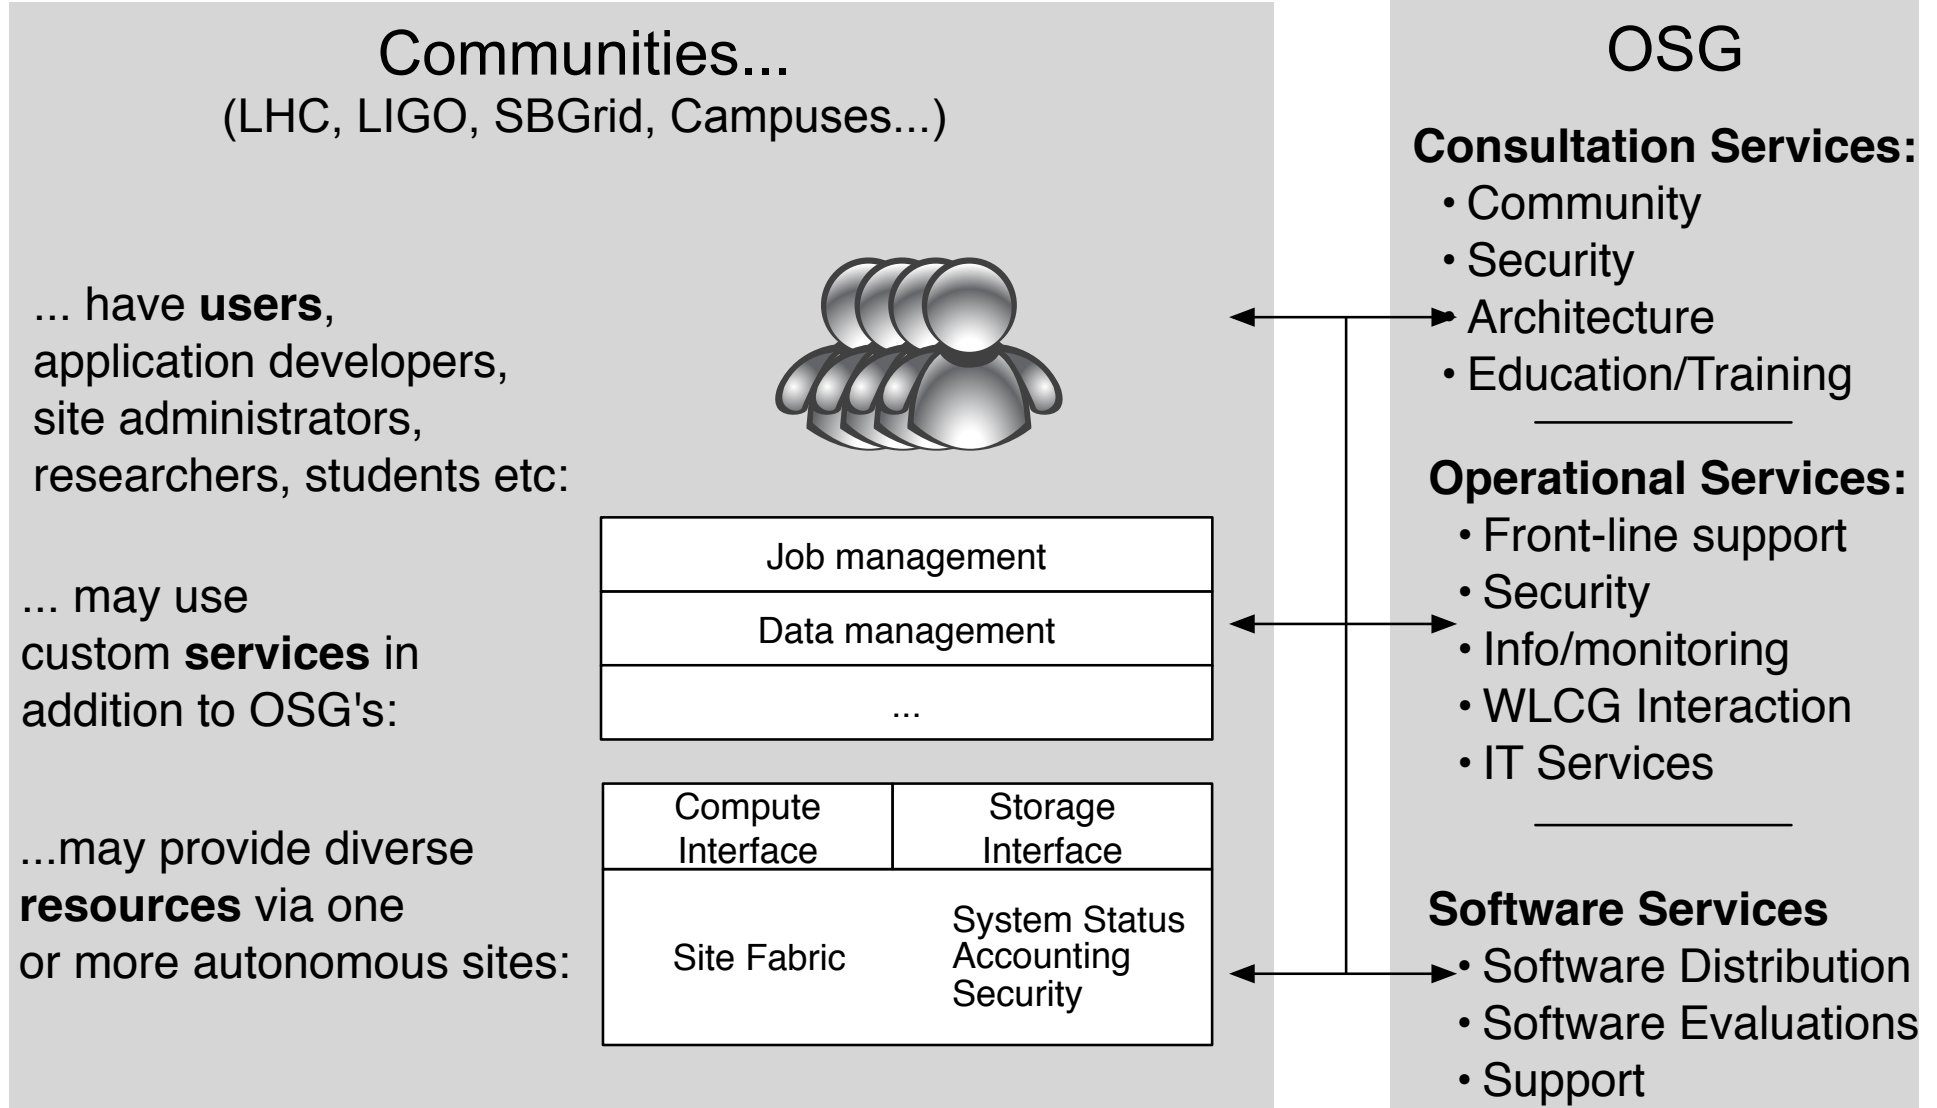 Communities...
(LHC, LIGO, SBGrid, Campuses...)
... have users,
application developers,
site administrators,
researchers, students etc:
... may use
custom services in
addition to OSG's:
Job management
Data management
...
...may provide diverse
resources via one
or more autonomous sites:
Compute
Interface
Storage
Interface
Site Fabric
System Status
Accounting
Security
OSG
Consultation Services:
• Community
• Security
• Architecture
• Education/Training
Operational Services:
• Front-line support
• Security
• Info/monitoring
• WLCG Interaction
• IT Services
Software Services
• Software Distribution
• Software Evaluations
• Support